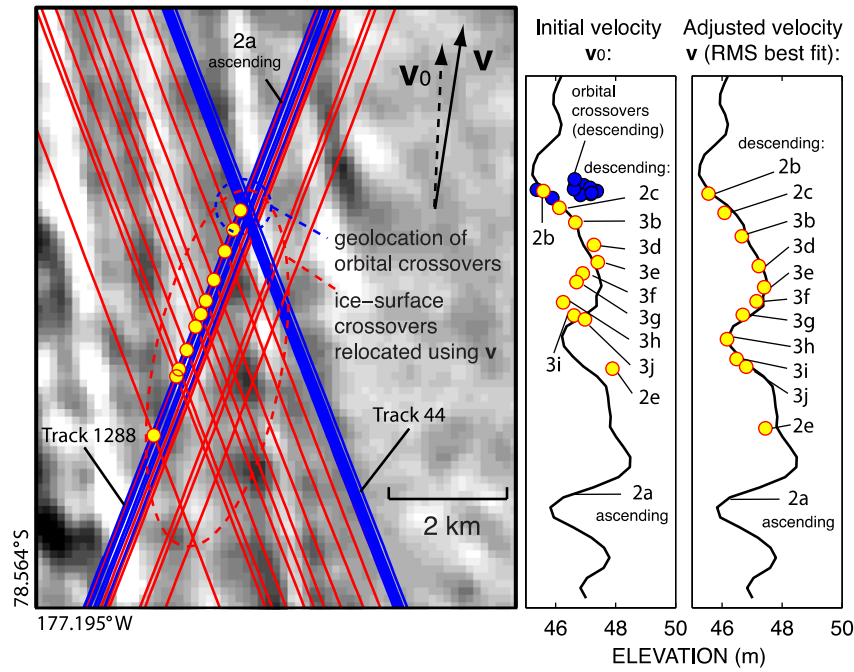 2a
ascending
v0
v
geolocation of
orbital crossovers
ice-surface
crossovers
relocated using v
Track 1288
Track 44
2 km
78.564°S
177.195°W
Initial velocity
v0:
orbital
crossovers
(descending)
descending:
2c
2b
3b
3d
3e
3f
3g
3h
3i
3j
2e
2a
ascending
46
48
50
Adjusted velocity
v (RMS best fit):
descending:
2b
2c
3b
3d
3e
3f
3g
3h
3i
3j
2e
2a
ascending
46
48
50
ELEVATION (m)